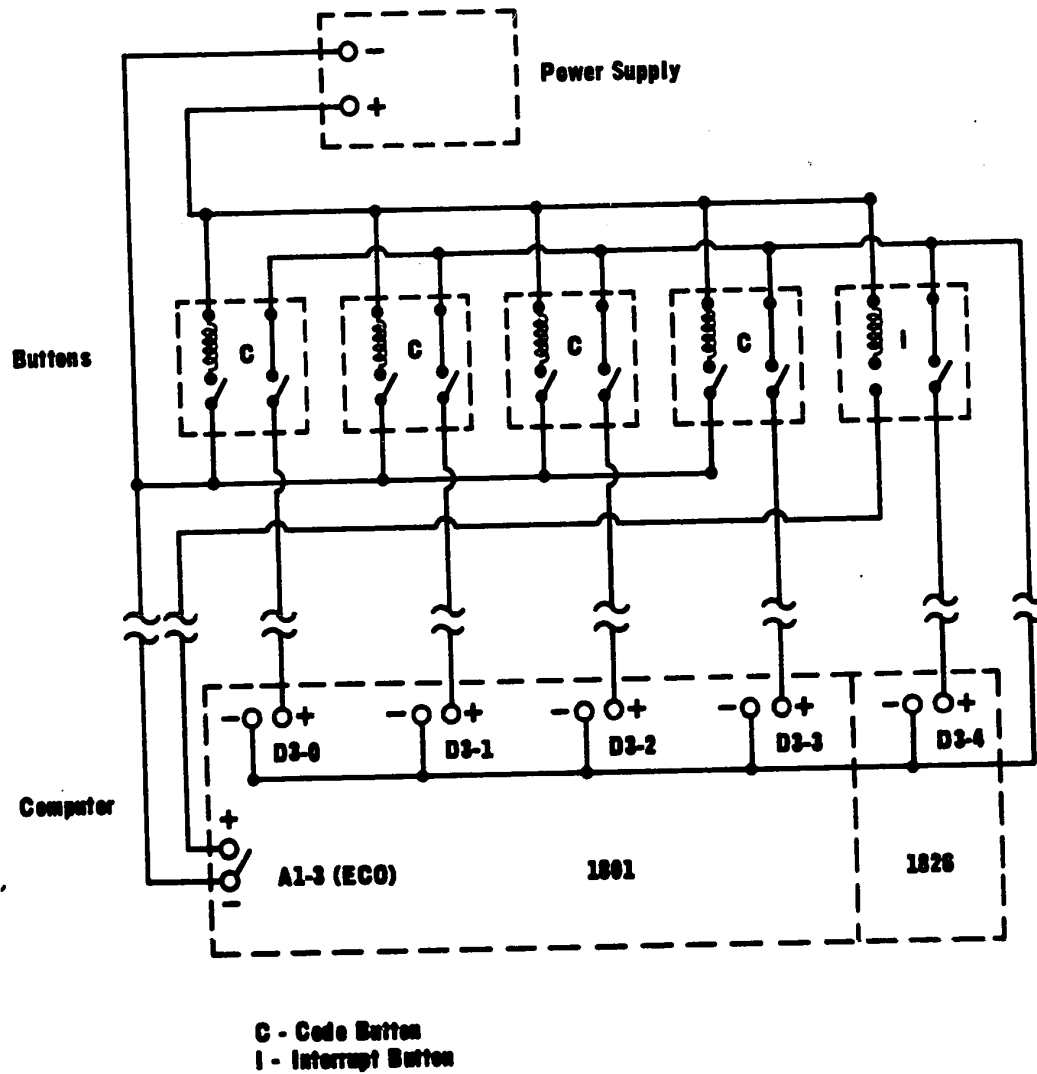 -
+
Power Supply
Buttons
C
C
C
C
I
- +
- +
- +
- +
- +
D3-0
D3-1
D3-2
D3-3
D3-4
Computer
+
A1-3 (ECO)
1801
1826
-
C - Code Button
I - Interrupt Button